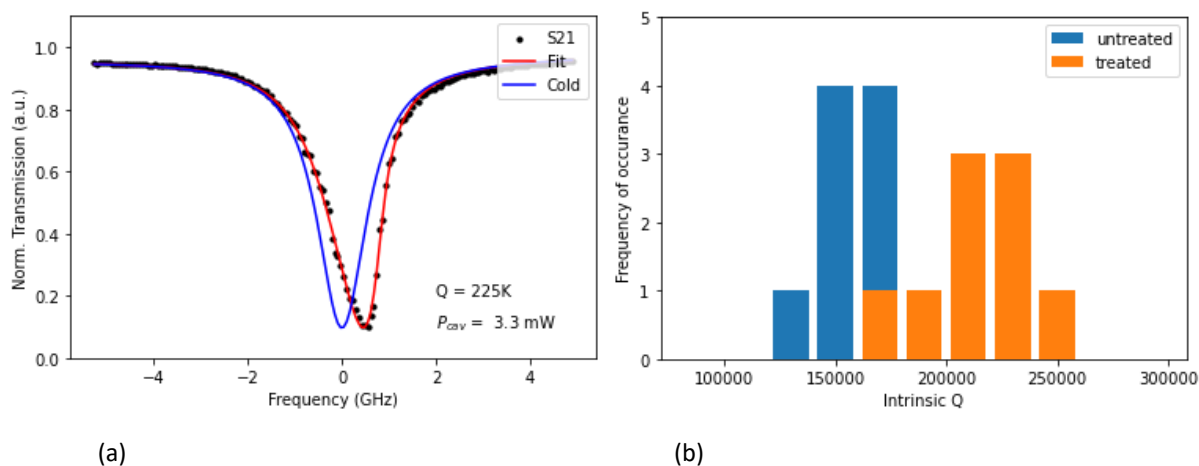 S21
Fit
Cold
Norm. Transmission (a.u.)
1.0
0.8
0.6
0.4
0.2
0.0
Q = 225K
P_cav = 3.3 mW
−4
−2
0
2
4
Frequency (GHz)
(a)
untreated
treated
Frequency of occurance
5
4
3
2
1
0
100000
150000
200000
250000
300000
Intrinsic Q
(b)